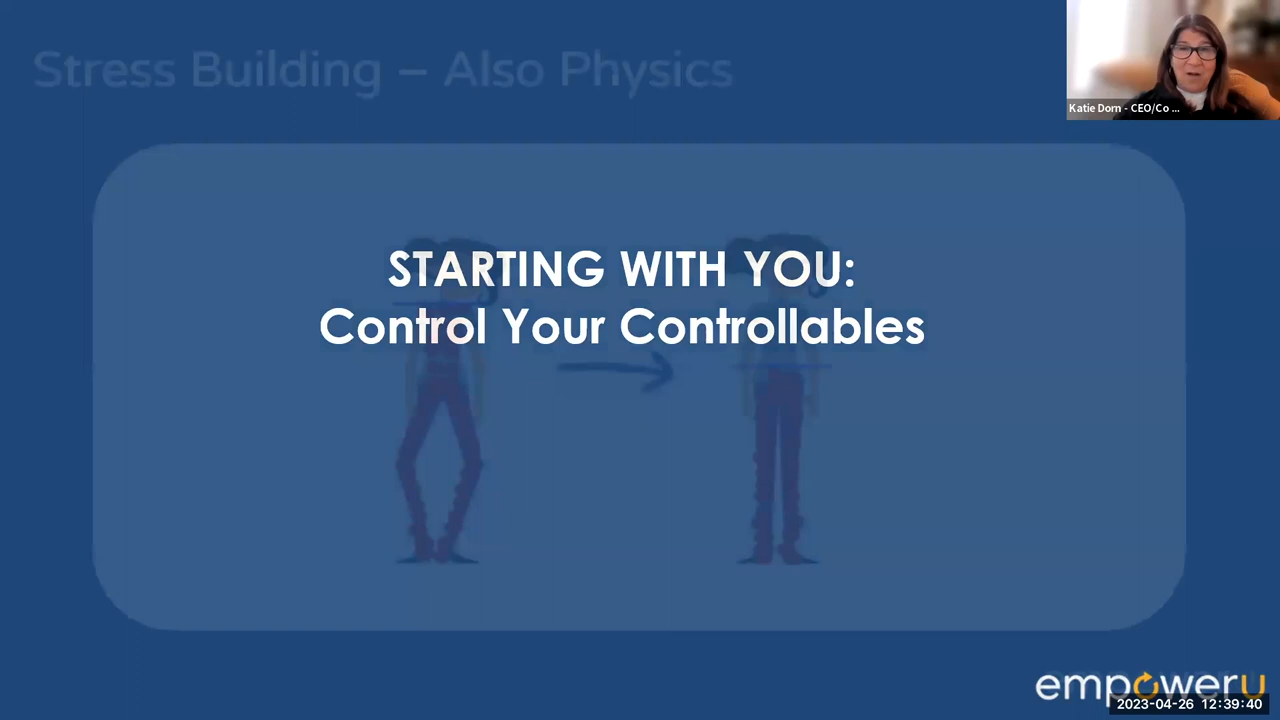 Stress Building – Also Physics
Katie Dorn - CEO/Co ...
STARTING WITH YOU:
Control Your Controllables
empoweru
2023-04-26 12:39:40